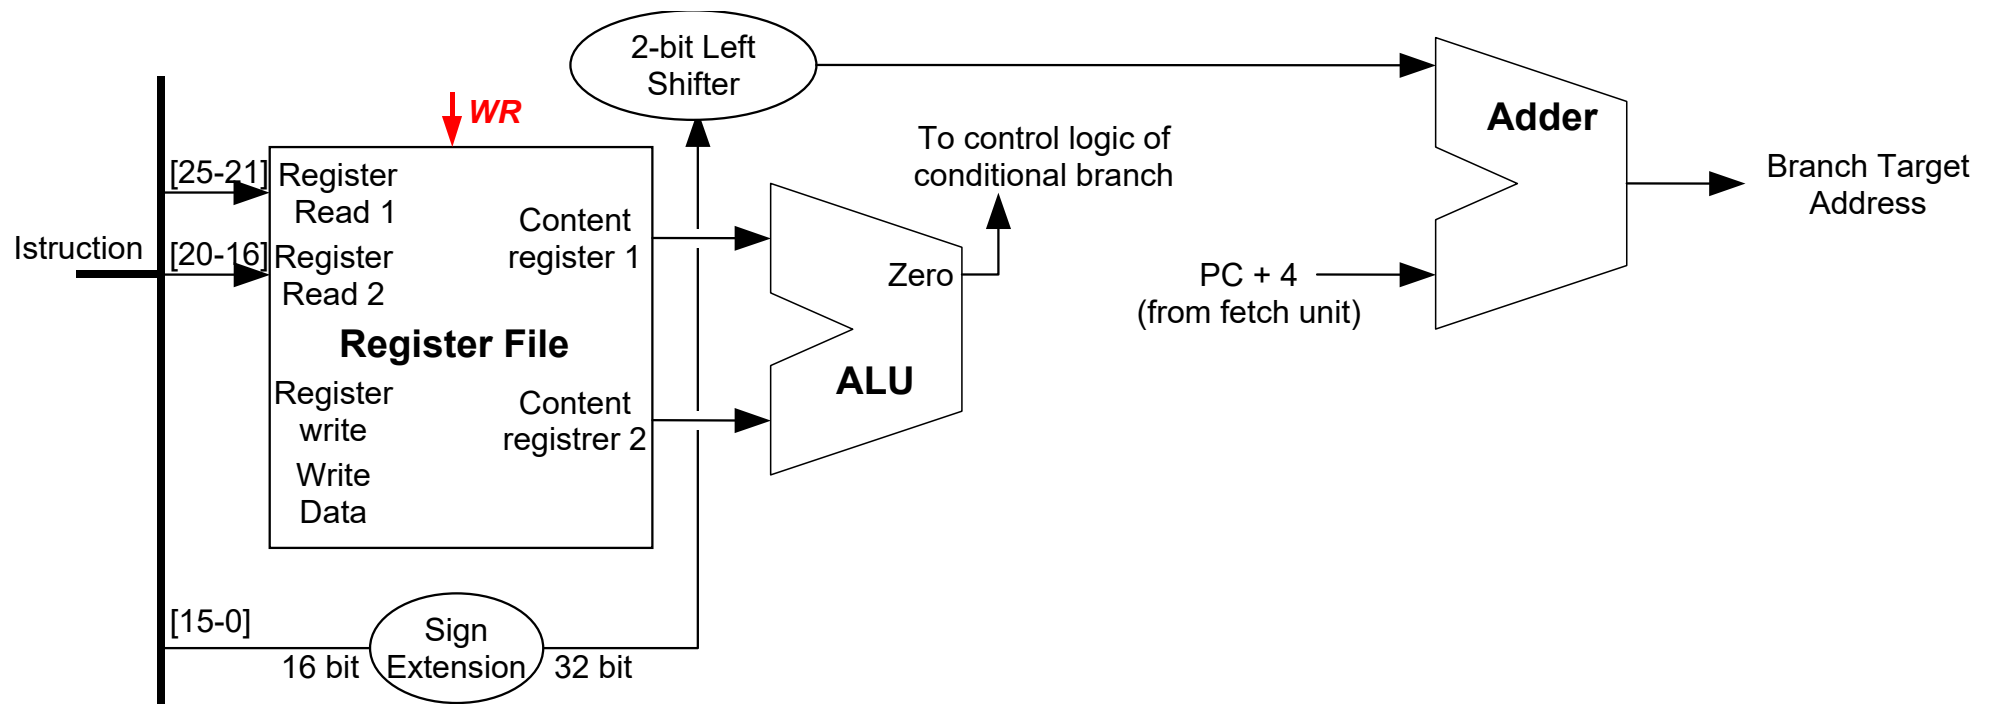 2-bit Left
Shifter
WR
Adder
To control logic of
conditional branch
[25-21]
Register
Read 1
Content
register 1
Branch Target
Address
Istruction
[20-16]
Register
Read 2
Zero
PC + 4
(from fetch unit)
Register File
ALU
Register
write
Content
registrer 2
Write
Data
[15-0]
16 bit
Sign
Extension
32 bit